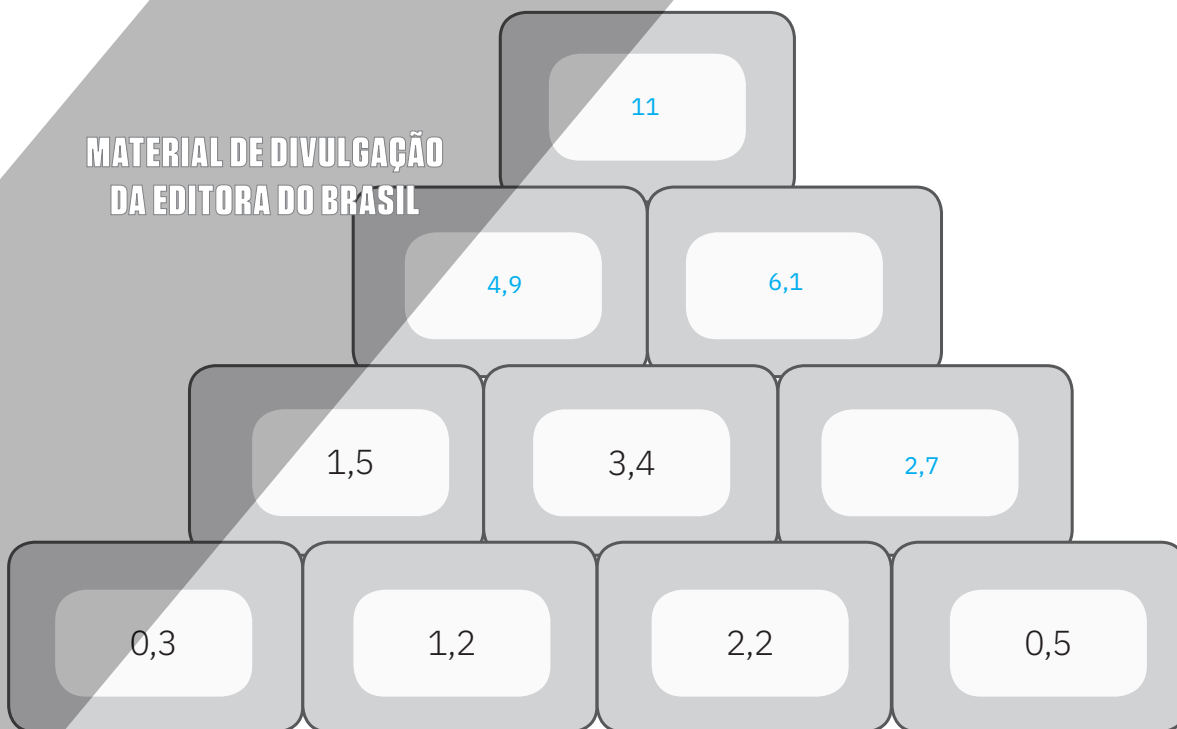 11
MATERIAL DE DIVULGAÇÃO
DA EDITORA DO BRASIL
4,9 6,1
1,5 3,4 2,7
0,3 1,2 2,2 0,5